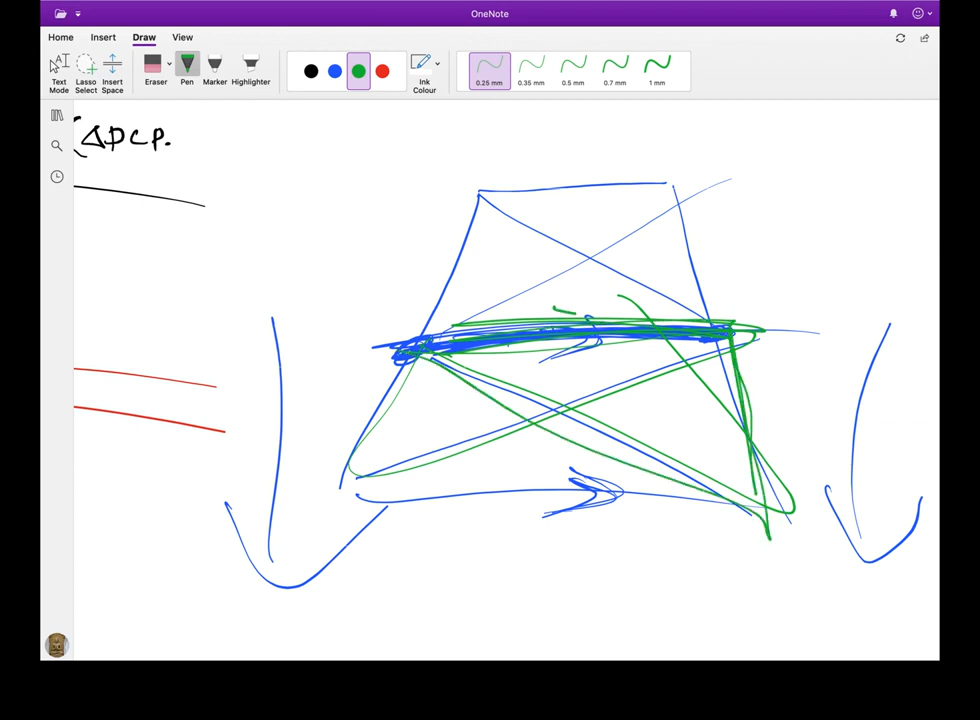 OneNote
Home Insert Draw View
Text Mode Lasso Select Insert Space Eraser Pen Marker Highlighter Ink Colour 0.25 mm 0.35 mm 0.5 mm 0.7 mm 1 mm
(ΔDCP.